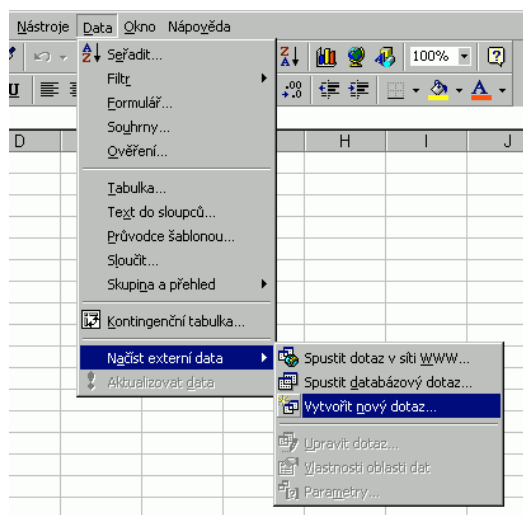 Nástroje Data Okno Nápověda
Seřadit... 100%
Filtr
Formulář...
Souhrny...
D H I J
Ověření...
Tabulka...
Text do sloupců...
Průvodce šablonou...
Sloučit...
Skupina a přehled
Kontingenční tabulka...
Načíst externí data
Aktualizovat data
Spustit dotaz v síti WWW...
Spustit databázový dotaz...
Vytvořit nový dotaz...
Upravit dotaz...
Vlastnosti oblasti dat
Parametry...